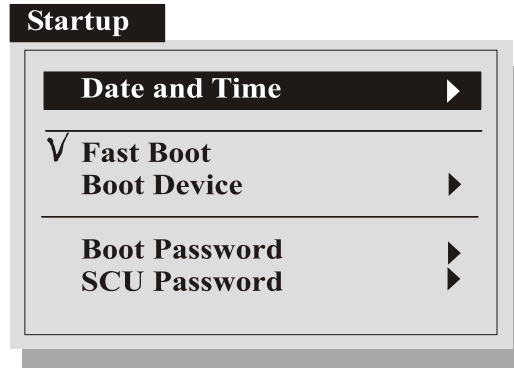 Startup
Date and Time
Fast Boot
Boot Device
Boot Password
SCU Password